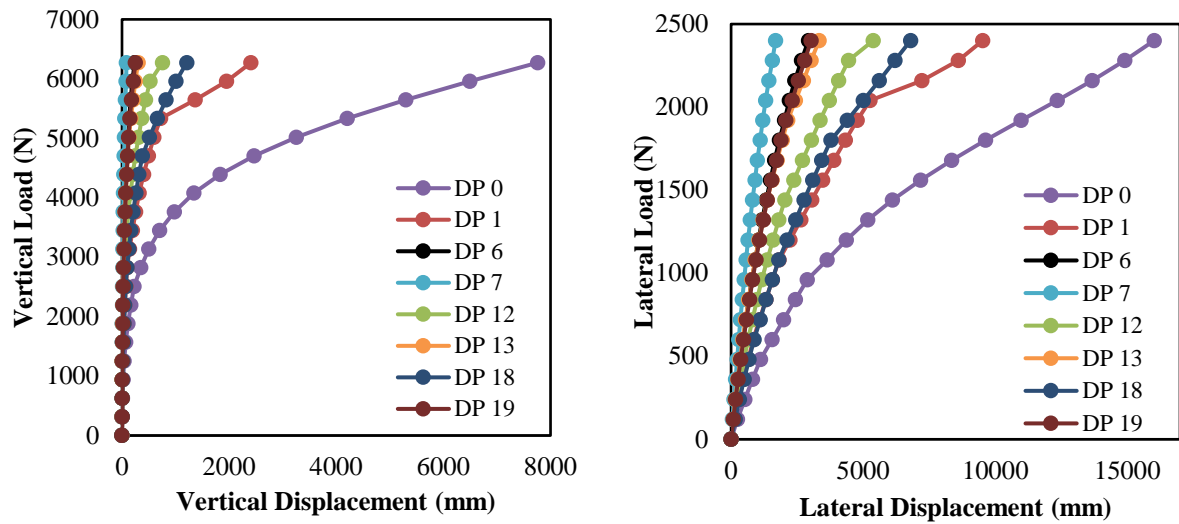 7000
6000
5000
4000
3000
2000
1000
0
Vertical Load (N)
DP 0
DP 1
DP 6
DP 7
DP 12
DP 13
DP 18
DP 19
0 2000 4000 6000 8000
Vertical Displacement (mm)
2500
2000
1500
1000
500
0
Lateral Load (N)
DP 0
DP 1
DP 6
DP 7
DP 12
DP 13
DP 18
DP 19
0 5000 10000 15000
Lateral Displacement (mm)